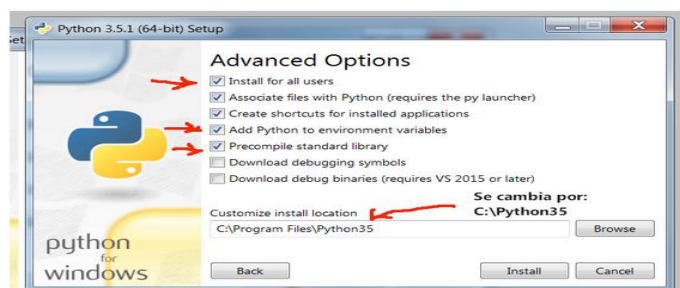 Python 3.5.1 (64-bit) Setup
et
Advanced Options
Install for all users
Associate files with Python (requires the py launcher)
Create shortcuts for installed applications
Add Python to environment variables
Precompile standard library
Download debugging symbols
Download debug binaries (requires VS 2015 or later)
Se cambia por:
C:\Python35
Customize install location
C:\Program Files\Python35
Browse
python
for
windows
Back
Install
Cancel